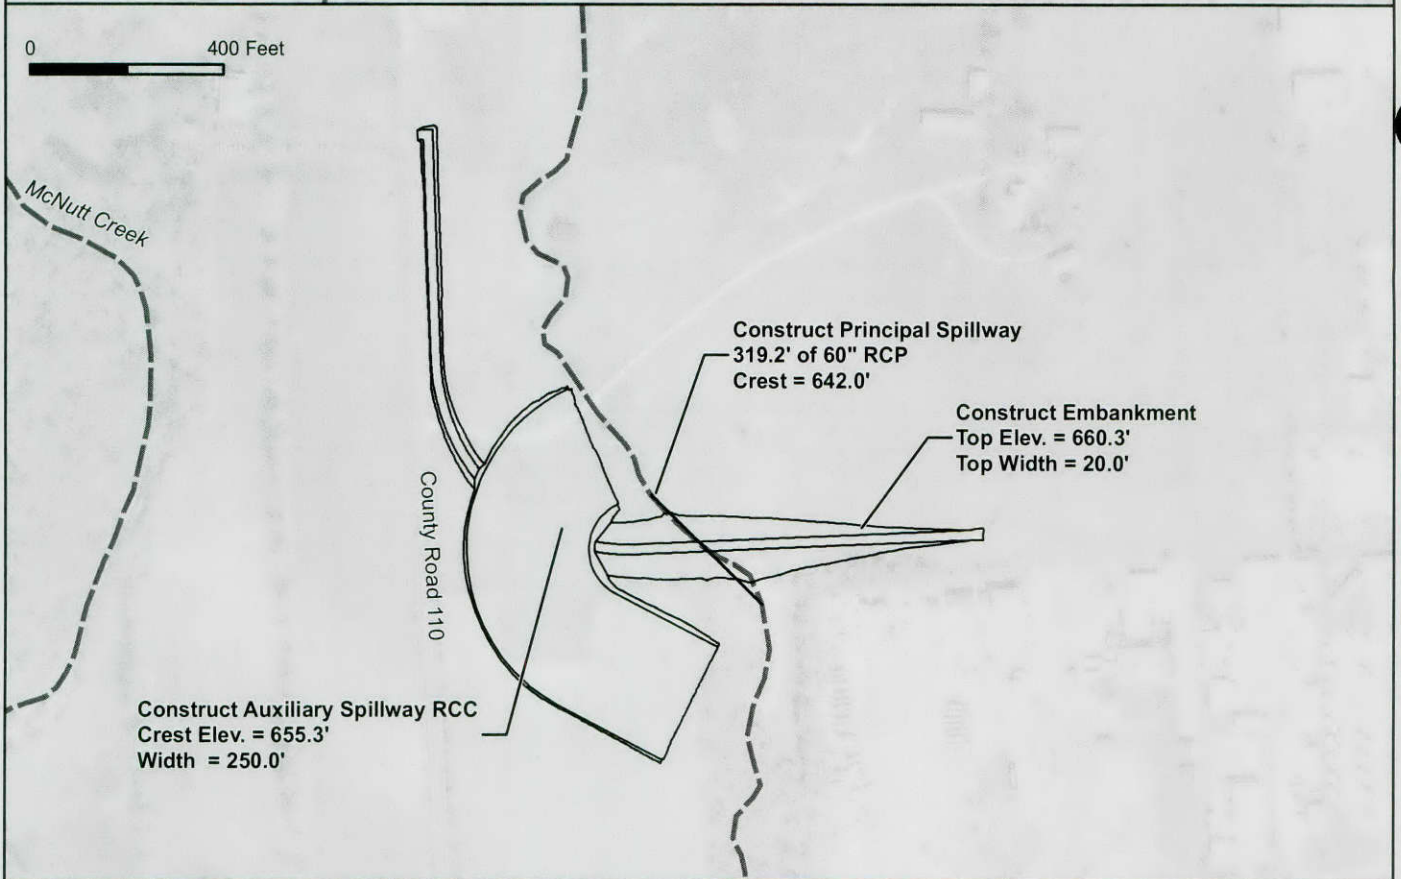 0 400 Feet
McNutt Creek
Construct Principal Spillway
319.2' of 60" RCP
Crest = 642.0'
Construct Embankment
Top Elev. = 660.3'
Top Width = 20.0'
County Road 110
Construct Auxiliary Spillway RCC
Crest Elev. = 655.3'
Width = 250.0'